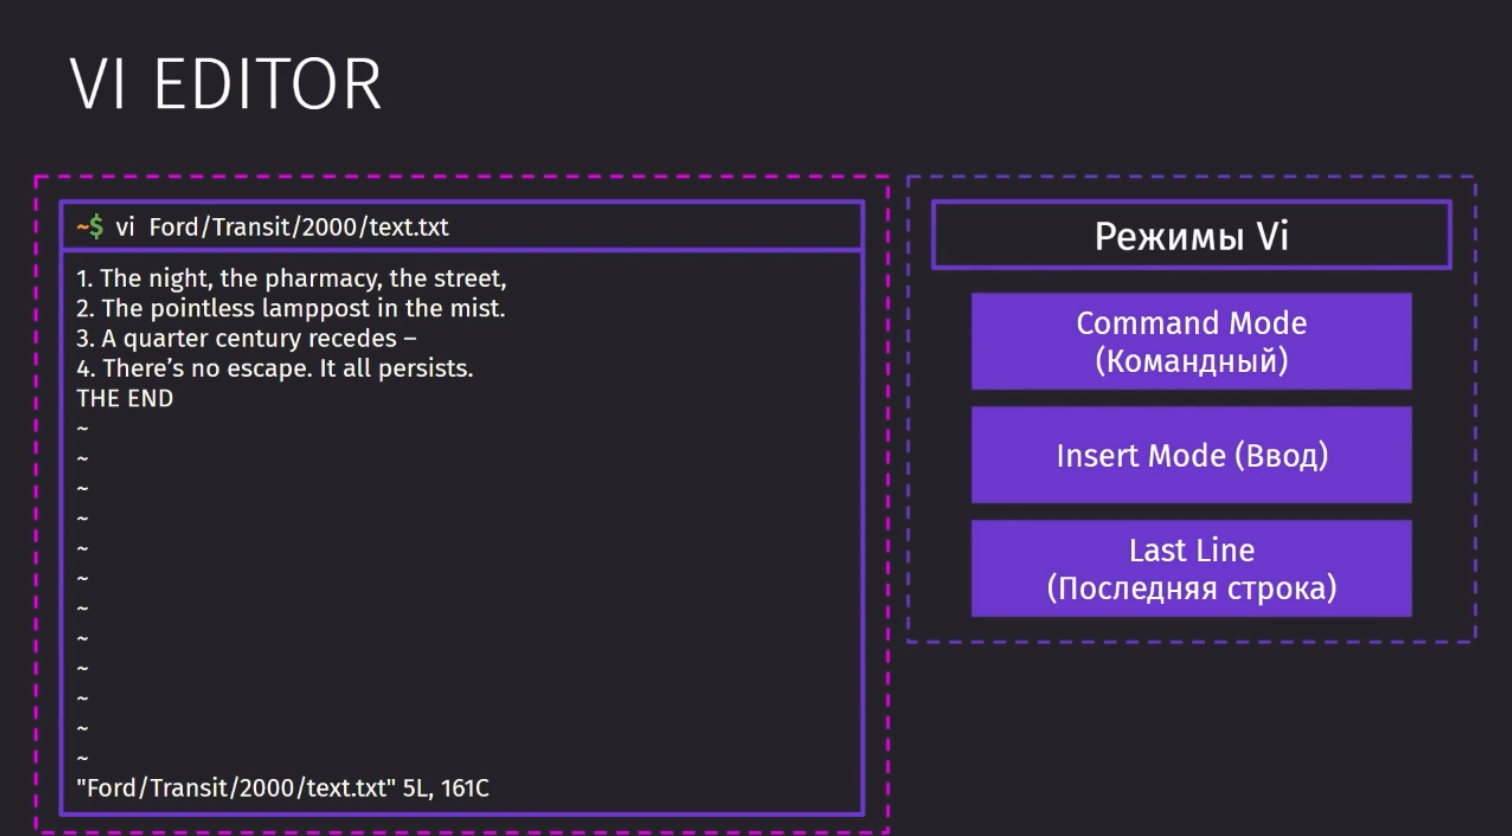 VI EDITOR
~$ vi Ford/Transit/2000/text.txt
1. The night, the pharmacy, the street,
2. The pointless lamppost in the mist.
3. A quarter century recedes –
4. There’s no escape. It all persists.
THE END
~
~
~
~
~
~
~
~
~
~
~
~
"Ford/Transit/2000/text.txt" 5L, 161C
Режимы Vi
Command Mode
(Командный)
Insert Mode (Ввод)
Last Line
(Последняя строка)